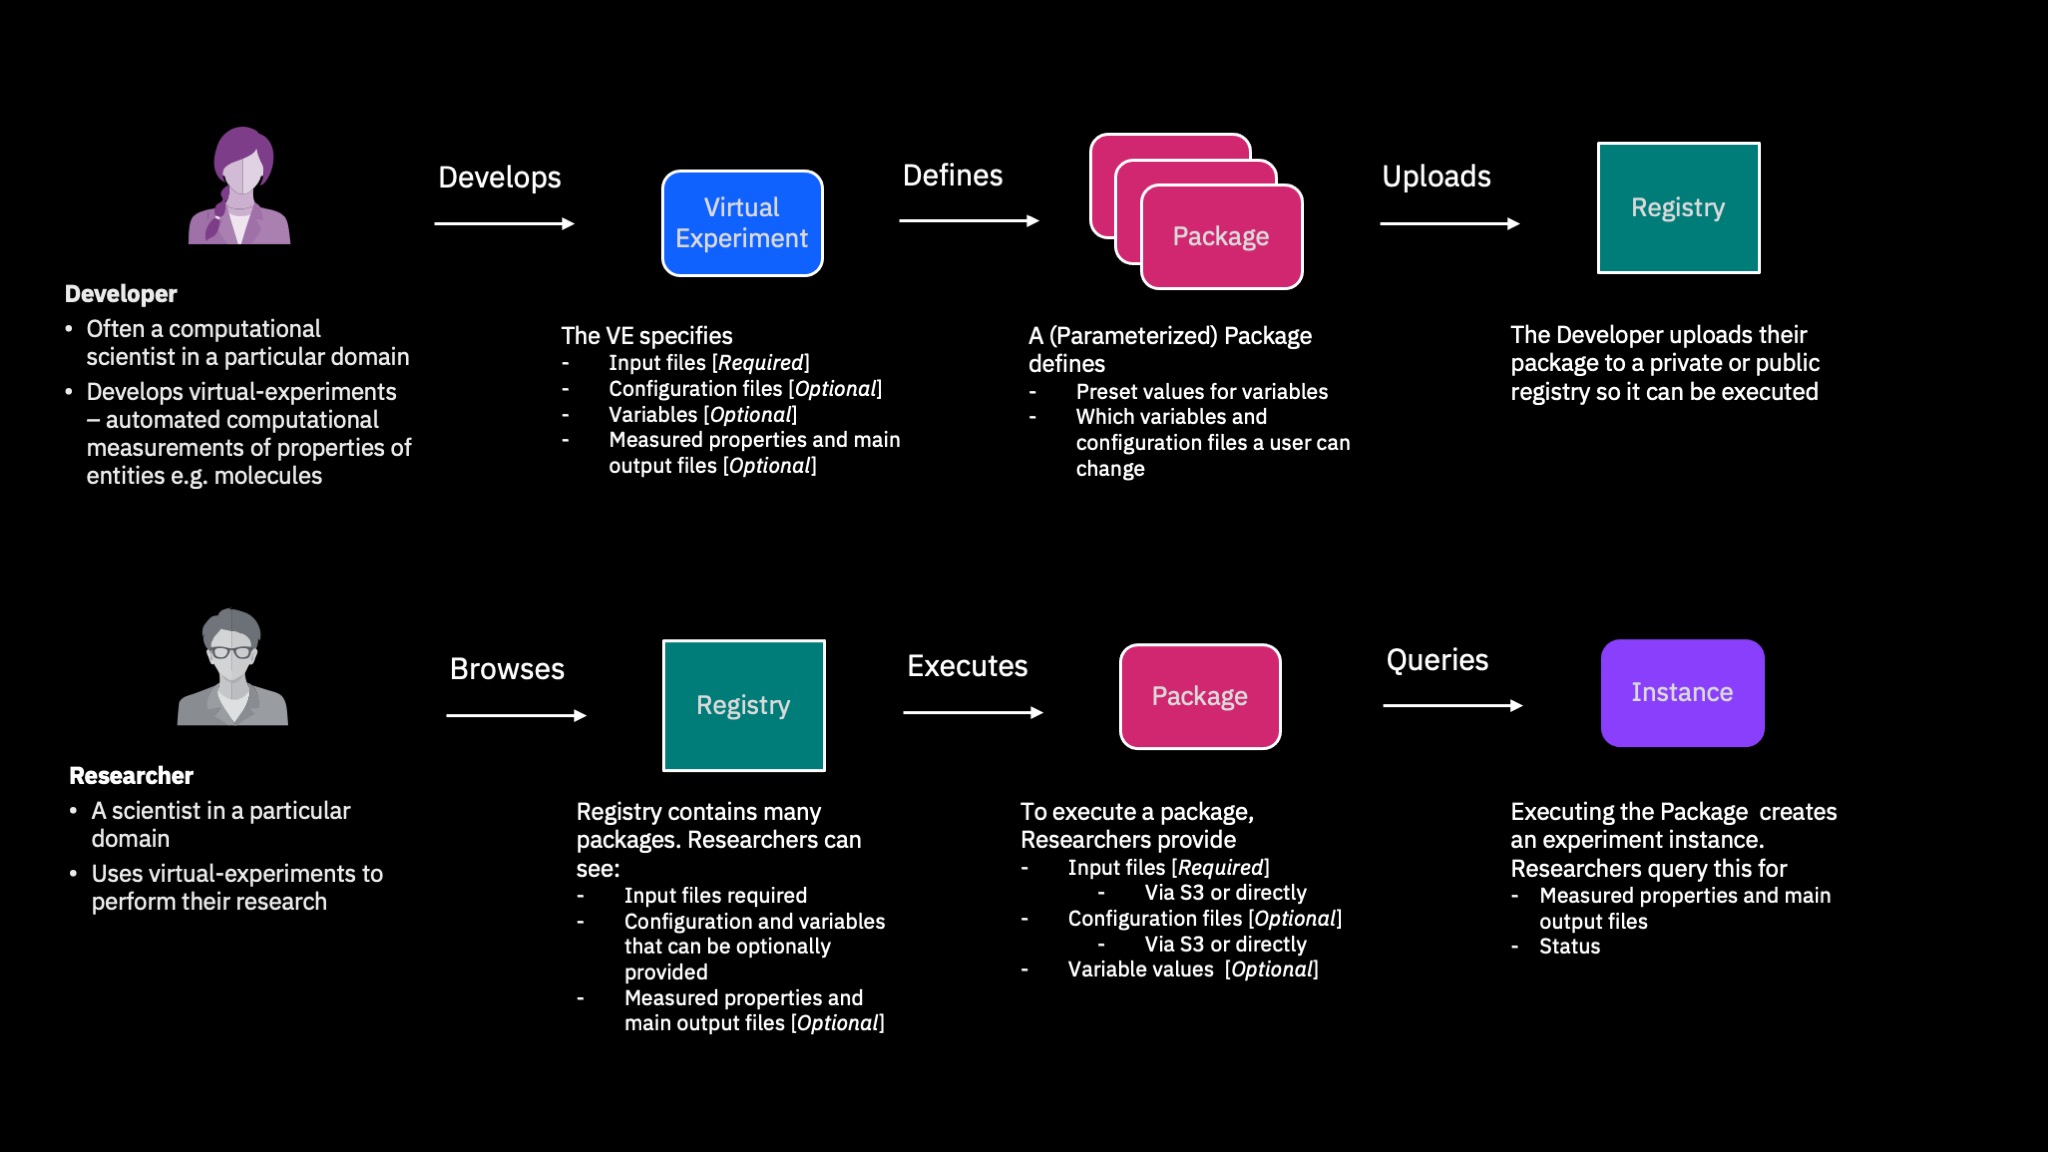 Develops
Virtual
Experiment
Defines
Package
Uploads
Registry
Developer
• Often a computational
scientist in a particular domain
• Develops virtual-experiments
– automated computational
measurements of properties of
entities e.g. molecules
The VE specifies
- Input files [Required]
- Configuration files [Optional]
- Variables [Optional]
- Measured properties and main
output files [Optional]
A (Parameterized) Package
defines
- Preset values for variables
- Which variables and
configuration files a user can
change
The Developer uploads their
package to a private or public
registry so it can be executed
Browses
Registry
Executes
Package
Queries
Instance
Researcher
• A scientist in a particular
domain
• Uses virtual-experiments to
perform their research
Registry contains many
packages. Researchers can
see:
- Input files required
- Configuration and variables
that can be optionally
provided
- Measured properties and
main output files [Optional]
To execute a package,
Researchers provide
- Input files [Required]
- Via S3 or directly
- Configuration files [Optional]
- Via S3 or directly
- Variable values [Optional]
Executing the Package creates
an experiment instance.
Researchers query this for
- Measured properties and main
output files
- Status